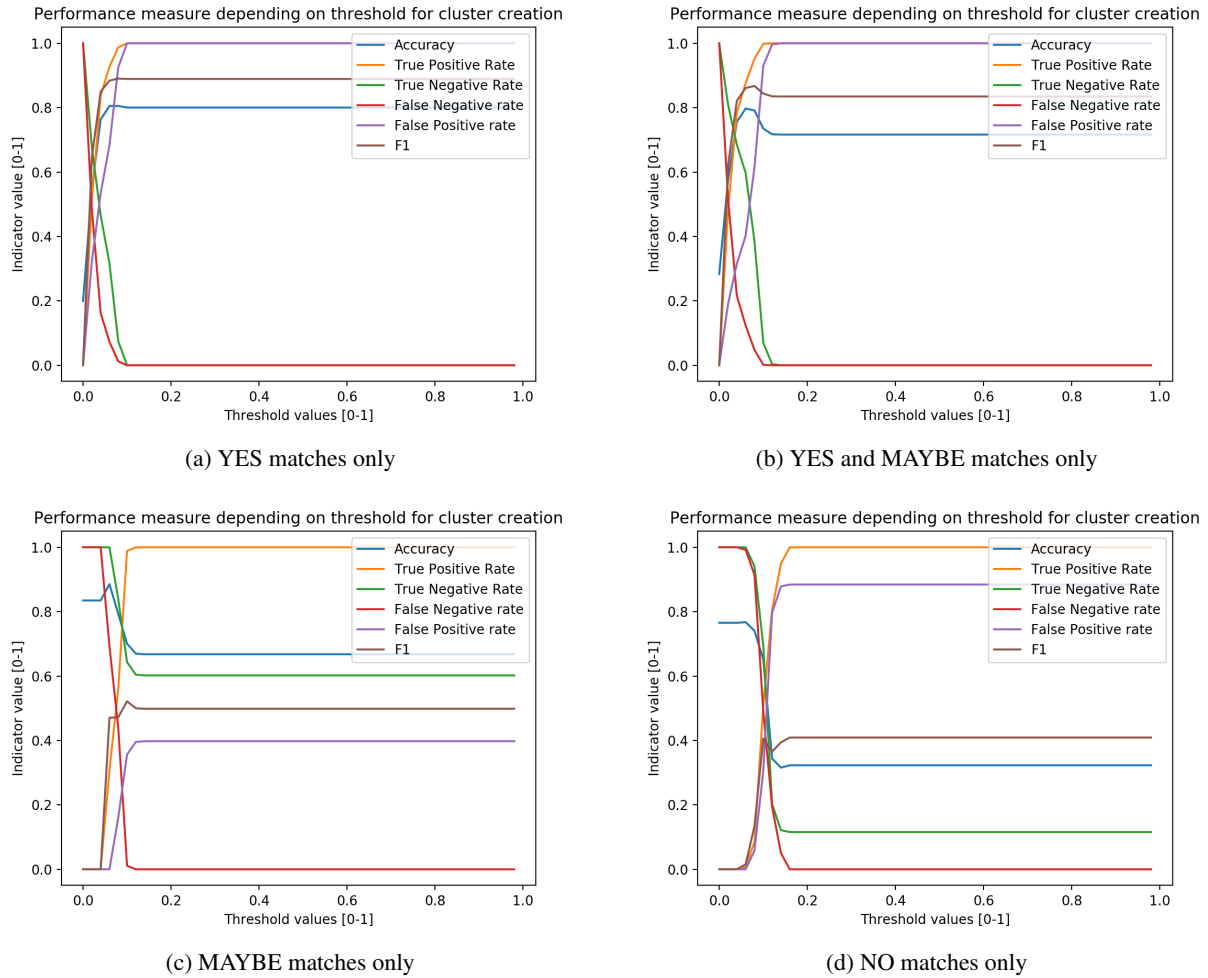 Performance measure depending on threshold for cluster creation
1.0
0.8
0.6
0.4
0.2
0.0
Indicator value [0-1]
Accuracy
True Positive Rate
True Negative Rate
False Negative rate
False Positive rate
F1
0.0 0.2 0.4 0.6 0.8 1.0
Threshold values [0-1]
(a) YES matches only
Performance measure depending on threshold for cluster creation
1.0
0.8
0.6
0.4
0.2
0.0
Indicator value [0-1]
Accuracy
True Positive Rate
True Negative Rate
False Negative rate
False Positive rate
F1
0.0 0.2 0.4 0.6 0.8 1.0
Threshold values [0-1]
(b) YES and MAYBE matches only
Performance measure depending on threshold for cluster creation
1.0
0.8
0.6
0.4
0.2
0.0
Indicator value [0-1]
Accuracy
True Positive Rate
True Negative Rate
False Negative rate
False Positive rate
F1
0.0 0.2 0.4 0.6 0.8 1.0
Threshold values [0-1]
(c) MAYBE matches only
Performance measure depending on threshold for cluster creation
1.0
0.8
0.6
0.4
0.2
0.0
Indicator value [0-1]
Accuracy
True Positive Rate
True Negative Rate
False Negative rate
False Positive rate
F1
0.0 0.2 0.4 0.6 0.8 1.0
Threshold values [0-1]
(d) NO matches only